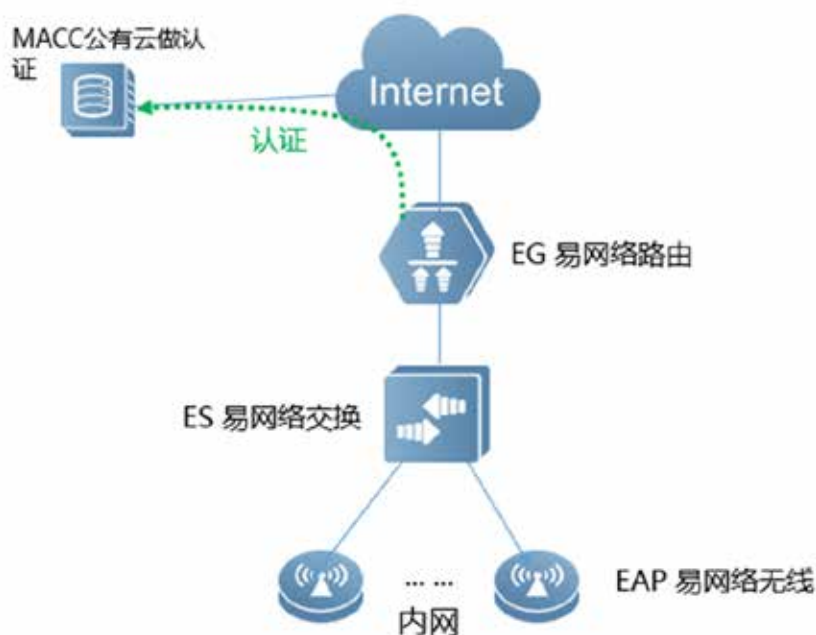 MACC公有云做认
证
Internet
认证
EG 易网络路由
ES 易网络交换
... ...
EAP 易网络无线
内网